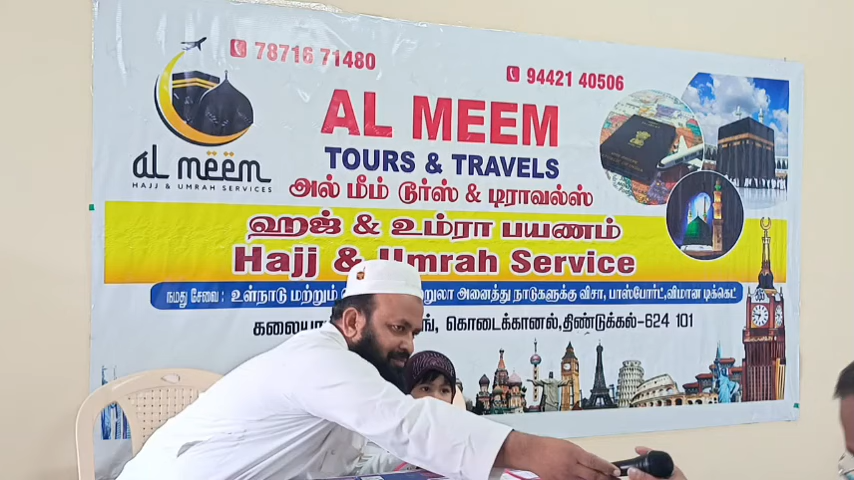 78716 71480
94421 40506
al mëëm
HAJJ & UMRAH SERVICES
AL MEEM
TOURS & TRAVELS
அல் மீம் டூர்ஸ் & டிராவல்ஸ்
ஹஜ் & உம்ரா பயணம்
Hajj & Umrah Service
நமது சேவை : உள்நாடு மற்றும் அனைத்து நாடுகளுக்கு விசா, பாஸ்போர்ட்,விமான டிக்கெட்
கொடைக்கானல்,திண்டுக்கல்-624 101